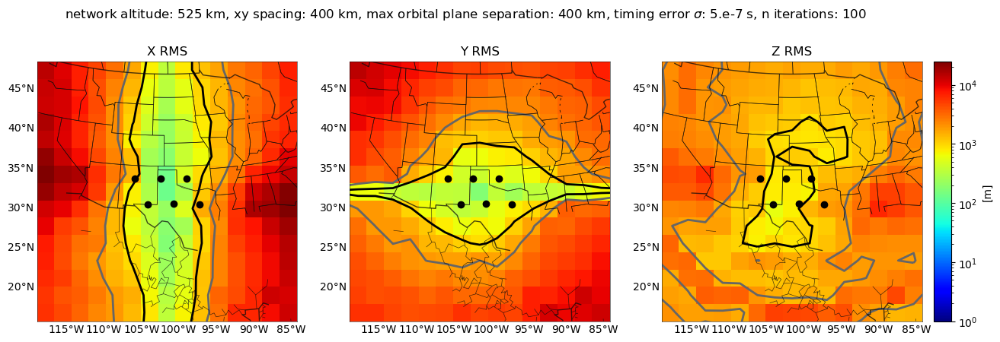 network altitude: 525 km, xy spacing: 400 km, max orbital plane separation: 400 km, timing error σ: 5.e-7 s, n iterations: 100
X RMS
Y RMS
Z RMS
45°N
40°N
35°N
30°N
25°N
20°N
115°W 110°W 105°W 100°W 95°W 90°W 85°W
45°N
40°N
35°N
30°N
25°N
20°N
115°W 110°W 105°W 100°W 95°W 90°W 85°W
45°N
40°N
35°N
30°N
25°N
20°N
115°W 110°W 105°W 100°W 95°W 90°W 85°W
10⁴
10³
10²
10¹
10⁰
[m]